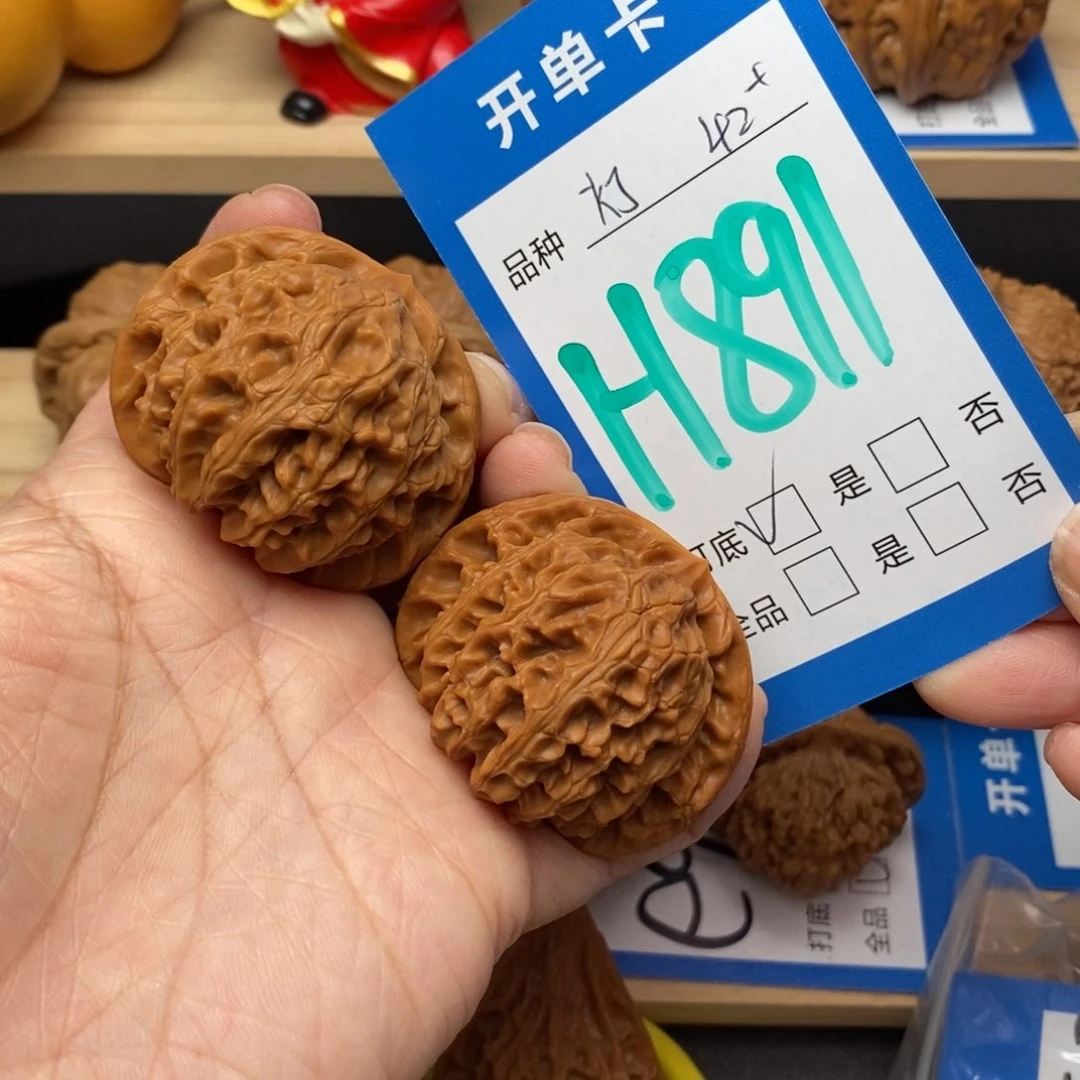 开单卡
品种 灯 42+
H891
打底 是 否
全品 是 否
开单
打底
全品